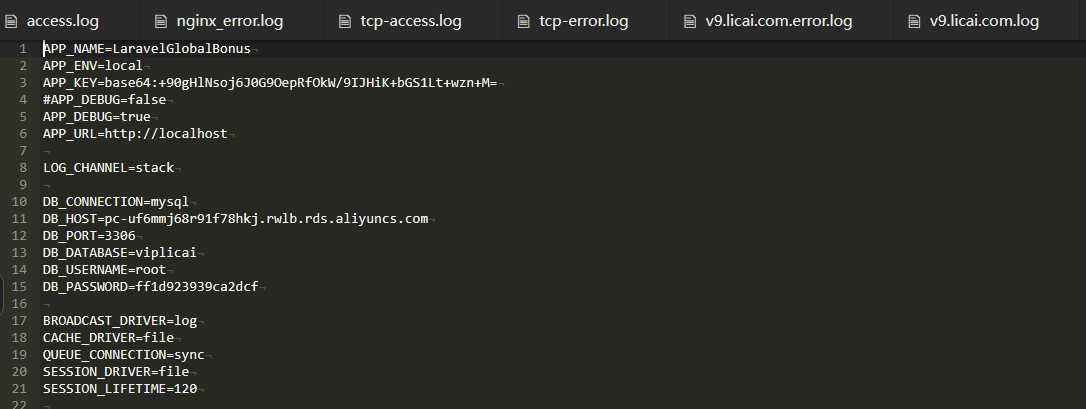 access.log nginx_error.log tcp-access.log tcp-error.log v9.licai.com.error.log v9.licai.com.log
1 APP_NAME=LaravelGlobalBonus
2 APP_ENV=local
3 APP_KEY=base64:+90gHlNsoj6J0G9OepRfOkW/9IJHiK+bGS1Lt+wzn+M=
4 #APP_DEBUG=false
5 APP_DEBUG=true
6 APP_URL=http://localhost
7
8 LOG_CHANNEL=stack
9
10 DB_CONNECTION=mysql
11 DB_HOST=pc-uf6mmj68r91f78hkj.rwlb.rds.aliyuncs.com
12 DB_PORT=3306
13 DB_DATABASE=viplicai
14 DB_USERNAME=root
15 DB_PASSWORD=ff1d923939ca2dcf
16
17 BROADCAST_DRIVER=log
18 CACHE_DRIVER=file
19 QUEUE_CONNECTION=sync
20 SESSION_DRIVER=file
21 SESSION_LIFETIME=120
22